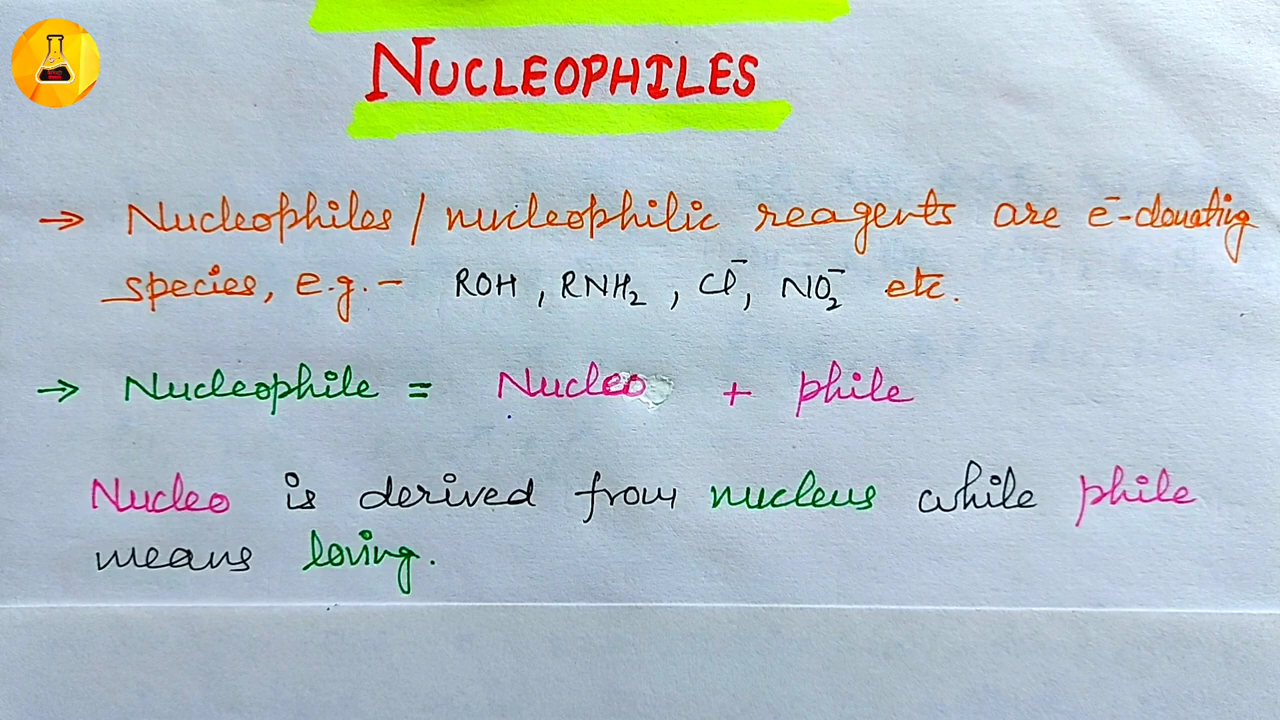 NUCLEOPHILES
→ Nucleophiles / nucleophilic reagents are e⁻-donating
species, e.g.- ROH, RNH₂, Cl⁻, NO₂⁻ etc.
→ Nucleophile = Nucleo + phile
Nucleo is derived from nucleus while phile
means loving.